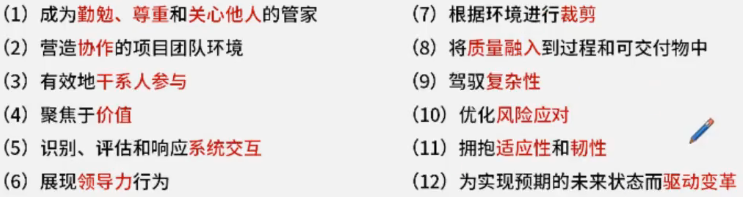 （1）成为勤勉、尊重和关心他人的管家
（2）营造协作的项目团队环境
（3）有效地干系人参与
（4）聚焦于价值
（5）识别、评估和响应系统交互
（6）展现领导力行为
（7）根据环境进行裁剪
（8）将质量融入到过程和可交付物中
（9）驾驭复杂性
（10）优化风险应对
（11）拥抱适应性和韧性
（12）为实现预期的未来状态而驱动变革